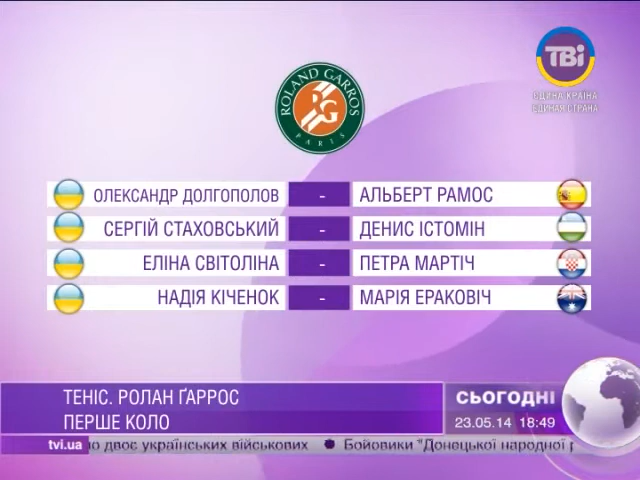 ТВі
ЄДИНА КРАЇНА
ЕДИНАЯ СТРАНА
ROLAND GARROS
RG
PARIS
ОЛЕКСАНДР ДОЛГОПОЛОВ - АЛЬБЕРТ РАМОС
СЕРГІЙ СТАХОВСЬКИЙ - ДЕНИС ІСТОМІН
ЕЛІНА СВІТОЛІНА - ПЕТРА МАРТІЧ
НАДІЯ КІЧЕНОК - МАРІЯ ЕРАКОВІЧ
ТЕНІС. РОЛАН ҐАРРОС
ПЕРШЕ КОЛО
СЬОГОДНІ
23.05.14 18:49
tvi.ua двоє українських військових ● Бойовики "Донецької народної